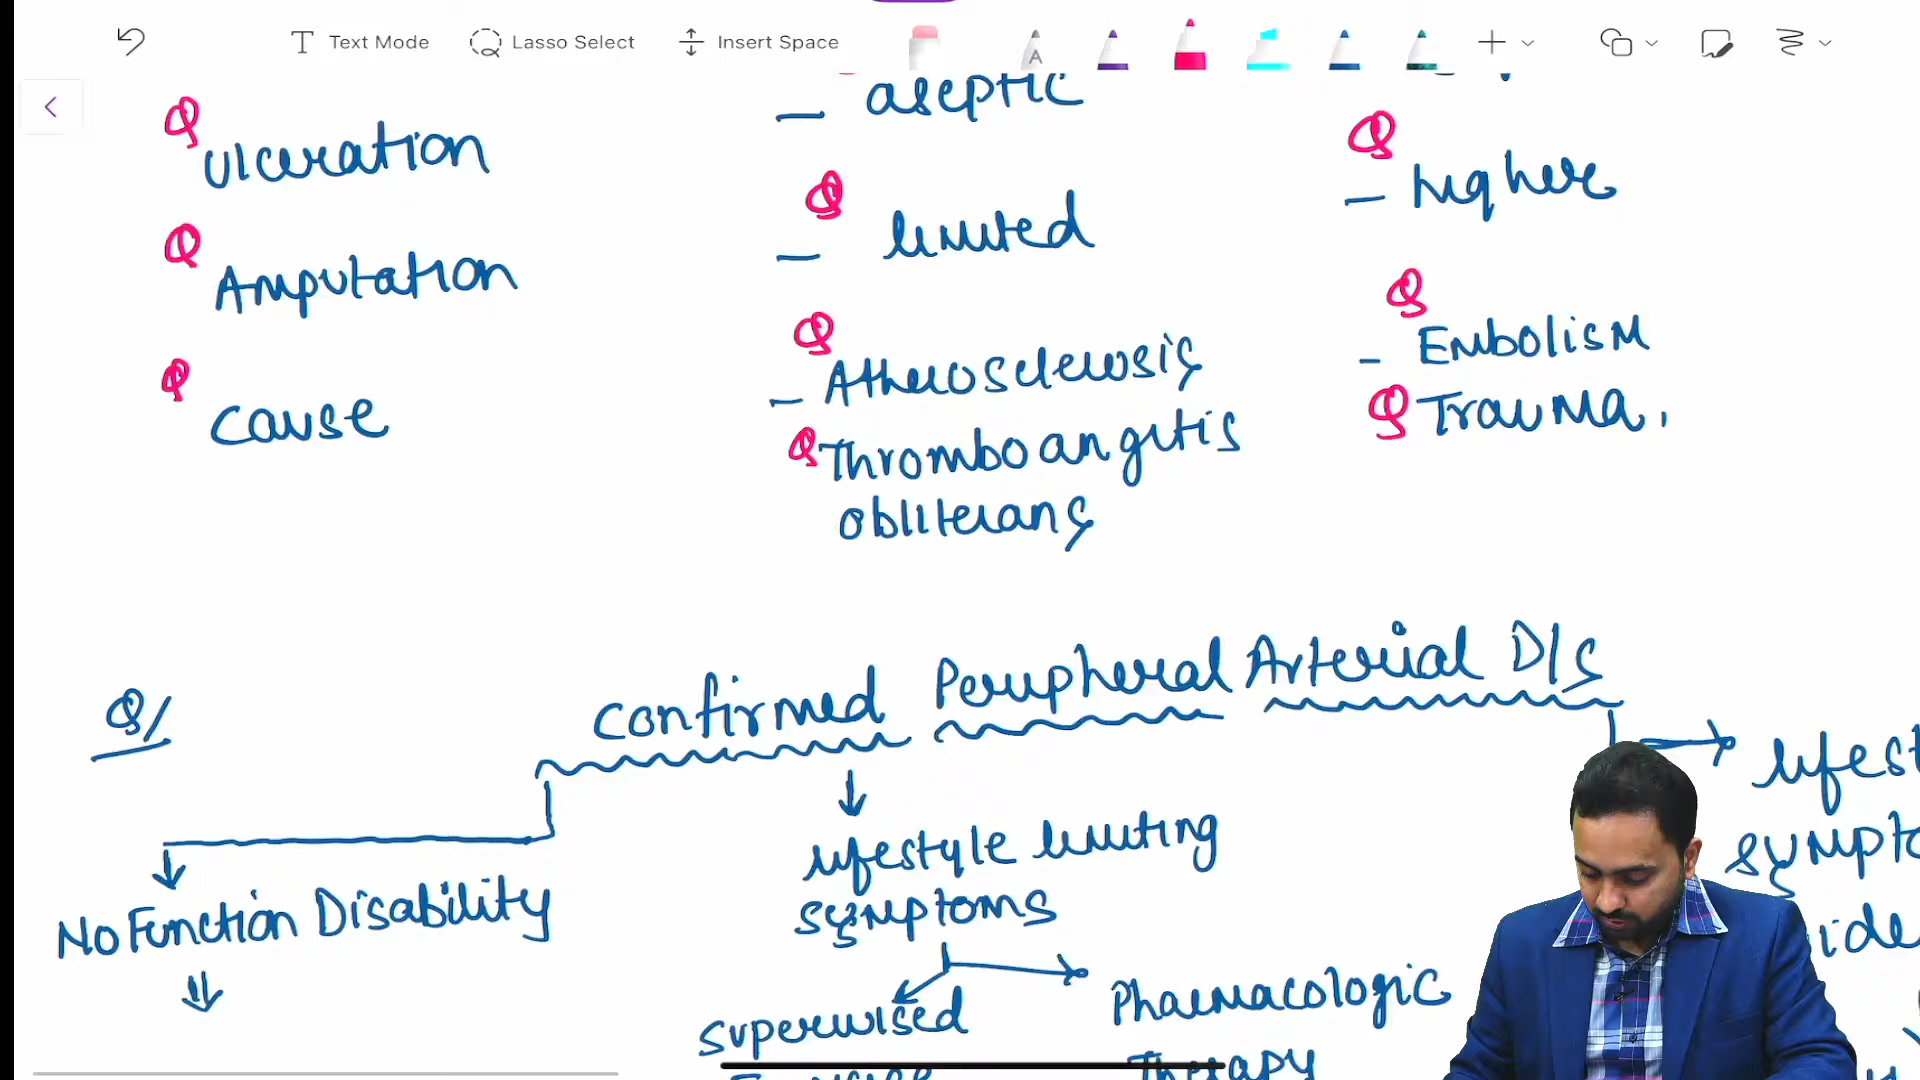 Text Mode
Lasso Select
Insert Space
A
aseptic
Q
Ulceration
Q
limited
Q
higher
Q
Amputation
Q
Atherosclerosis
Q
Embolism
Q
cause
Q Thromboangitis
obliterans
Q Trauma.
Q/
Confirmed Peripheral Arterial D/s
No Function Disability
lifestyle limiting
symptoms
supervised
Pharmacologic
Therapy